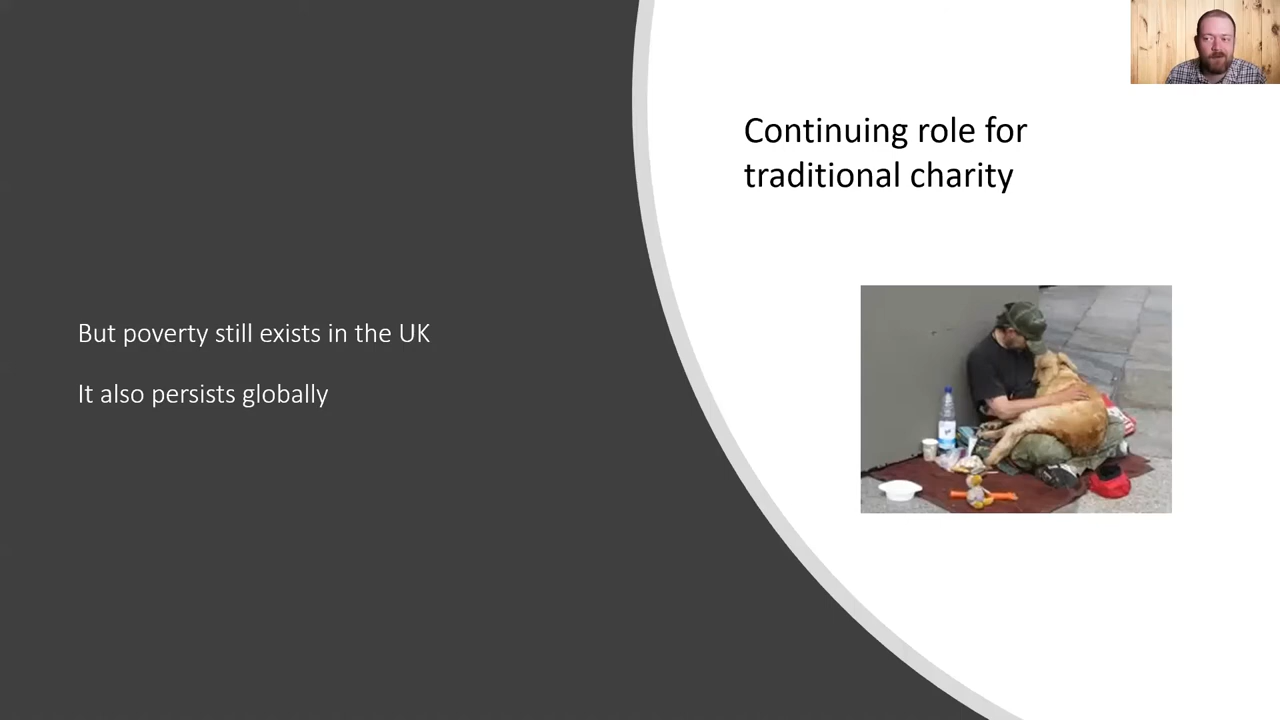 Continuing role for
traditional charity
But poverty still exists in the UK
It also persists globally